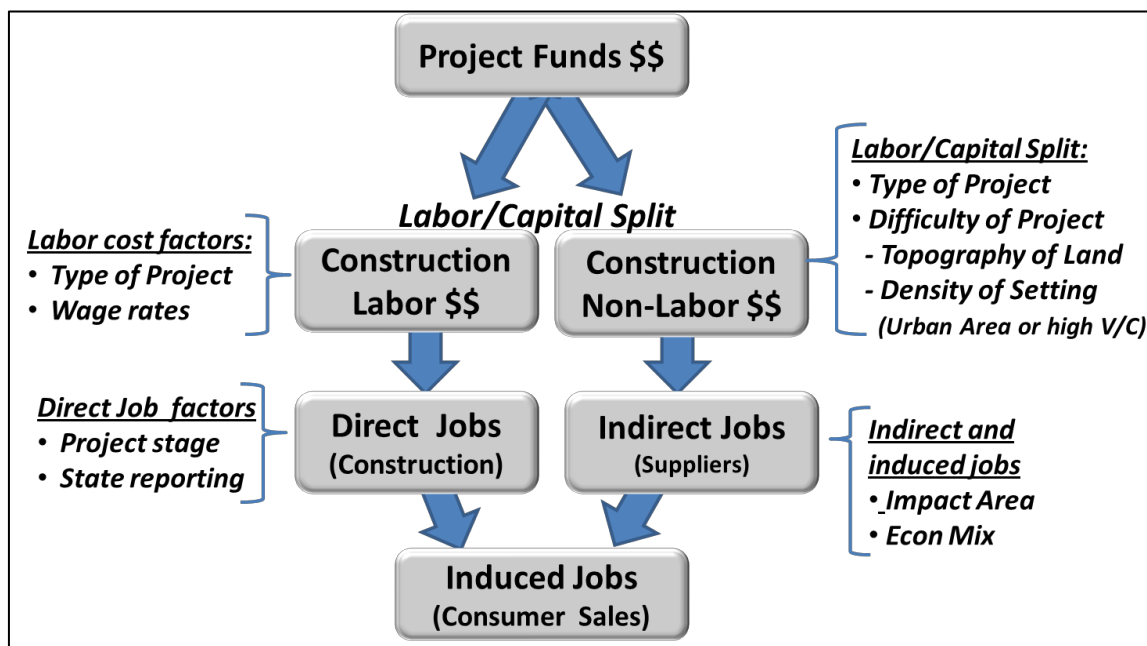 Project Funds $$
Labor/Capital Split
Labor cost factors:
• Type of Project
• Wage rates
Construction
Labor $$
Construction
Non-Labor $$
Labor/Capital Split:
• Type of Project
• Difficulty of Project
- Topography of Land
- Density of Setting
(Urban Area or high V/C)
Direct Job factors
• Project stage
• State reporting
Direct Jobs
(Construction)
Indirect Jobs
(Suppliers)
Indirect and
induced jobs
• Impact Area
• Econ Mix
Induced Jobs
(Consumer Sales)